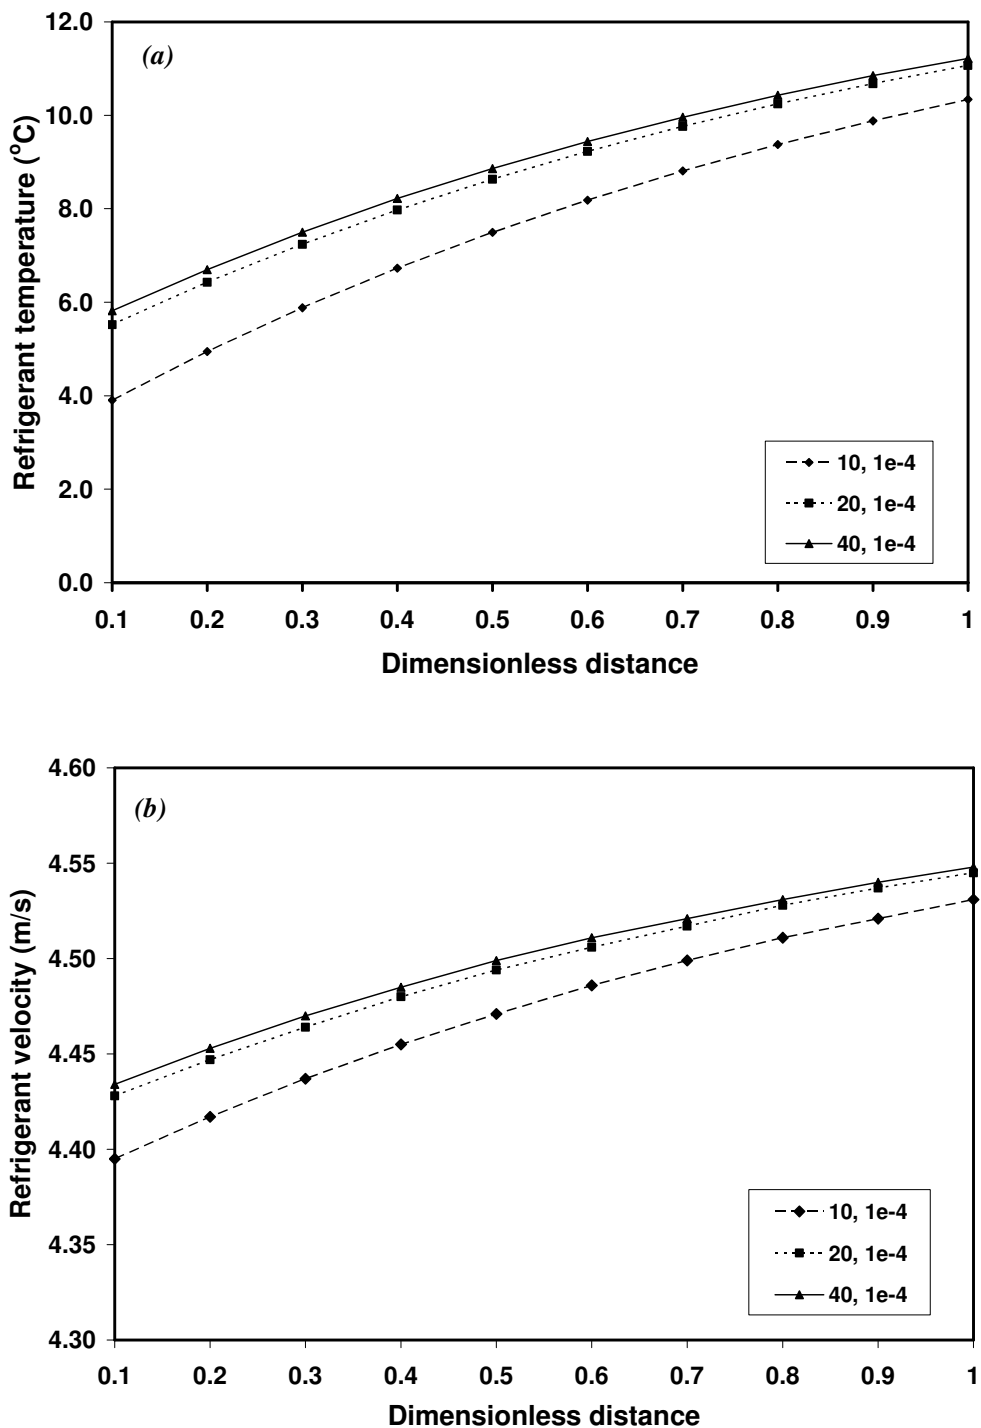 (a)
Refrigerant temperature (°C)
12.0
10.0
8.0
6.0
4.0
2.0
0.0
10, 1e-4
20, 1e-4
40, 1e-4
0.1 0.2 0.3 0.4 0.5 0.6 0.7 0.8 0.9 1
Dimensionless distance
(b)
Refrigerant velocity (m/s)
4.60
4.55
4.50
4.45
4.40
4.35
4.30
10, 1e-4
20, 1e-4
40, 1e-4
0.1 0.2 0.3 0.4 0.5 0.6 0.7 0.8 0.9 1
Dimensionless distance